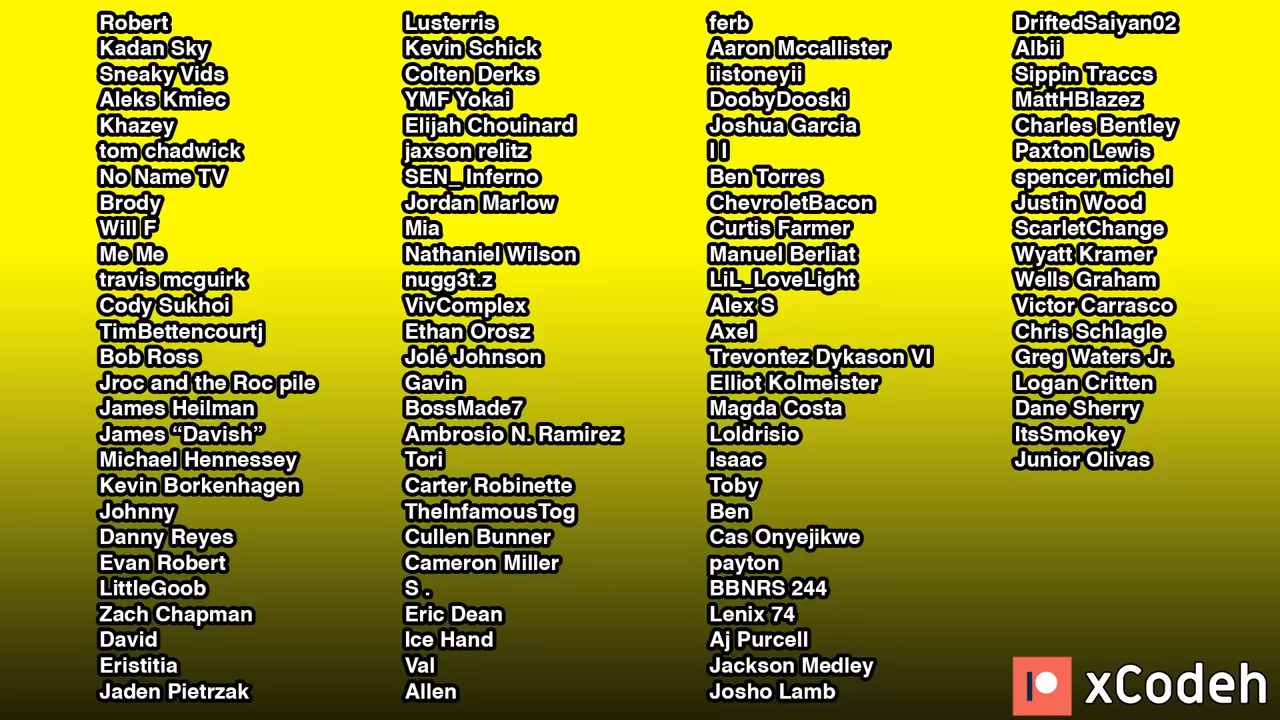 Robert
Kadan Sky
Sneaky Vids
Aleks Kmiec
Khazey
tom chadwick
No Name TV
Brody
Will F
Me Me
travis mcguirk
Cody Sukhoi
TimBettencourtj
Bob Ross
Jroc and the Roc pile
James Heilman
James “Davish”
Michael Hennessey
Kevin Borkenhagen
Johnny
Danny Reyes
Evan Robert
LittleGoob
Zach Chapman
David
Eristitia
Jaden Pietrzak
Lusterris
Kevin Schick
Colten Derks
YMF Yokai
Elijah Chouinard
jaxson relitz
SEN_ Inferno
Jordan Marlow
Mia
Nathaniel Wilson
nugg3t.z
VivComplex
Ethan Orosz
Jolé Johnson
Gavin
BossMade7
Ambrosio N. Ramirez
Tori
Carter Robinette
TheInfamousTog
Cullen Bunner
Cameron Miller
S .
Eric Dean
Ice Hand
Val
Allen
ferb
Aaron Mccallister
iistoneyii
DoobyDooski
Joshua Garcia
I I
Ben Torres
ChevroletBacon
Curtis Farmer
Manuel Berliat
LiL_LoveLight
Alex S
Axel
Trevontez Dykason VI
Elliot Kolmeister
Magda Costa
Loldrisio
Isaac
Toby
Ben
Cas Onyejikwe
payton
BBNRS 244
Lenix 74
Aj Purcell
Jackson Medley
Josho Lamb
DriftedSaiyan02
Albii
Sippin Traccs
MattHBlazez
Charles Bentley
Paxton Lewis
spencer michel
Justin Wood
ScarletChange
Wyatt Kramer
Wells Graham
Victor Carrasco
Chris Schlagle
Greg Waters Jr.
Logan Critten
Dane Sherry
ItsSmokey
Junior Olivas
xCodeh